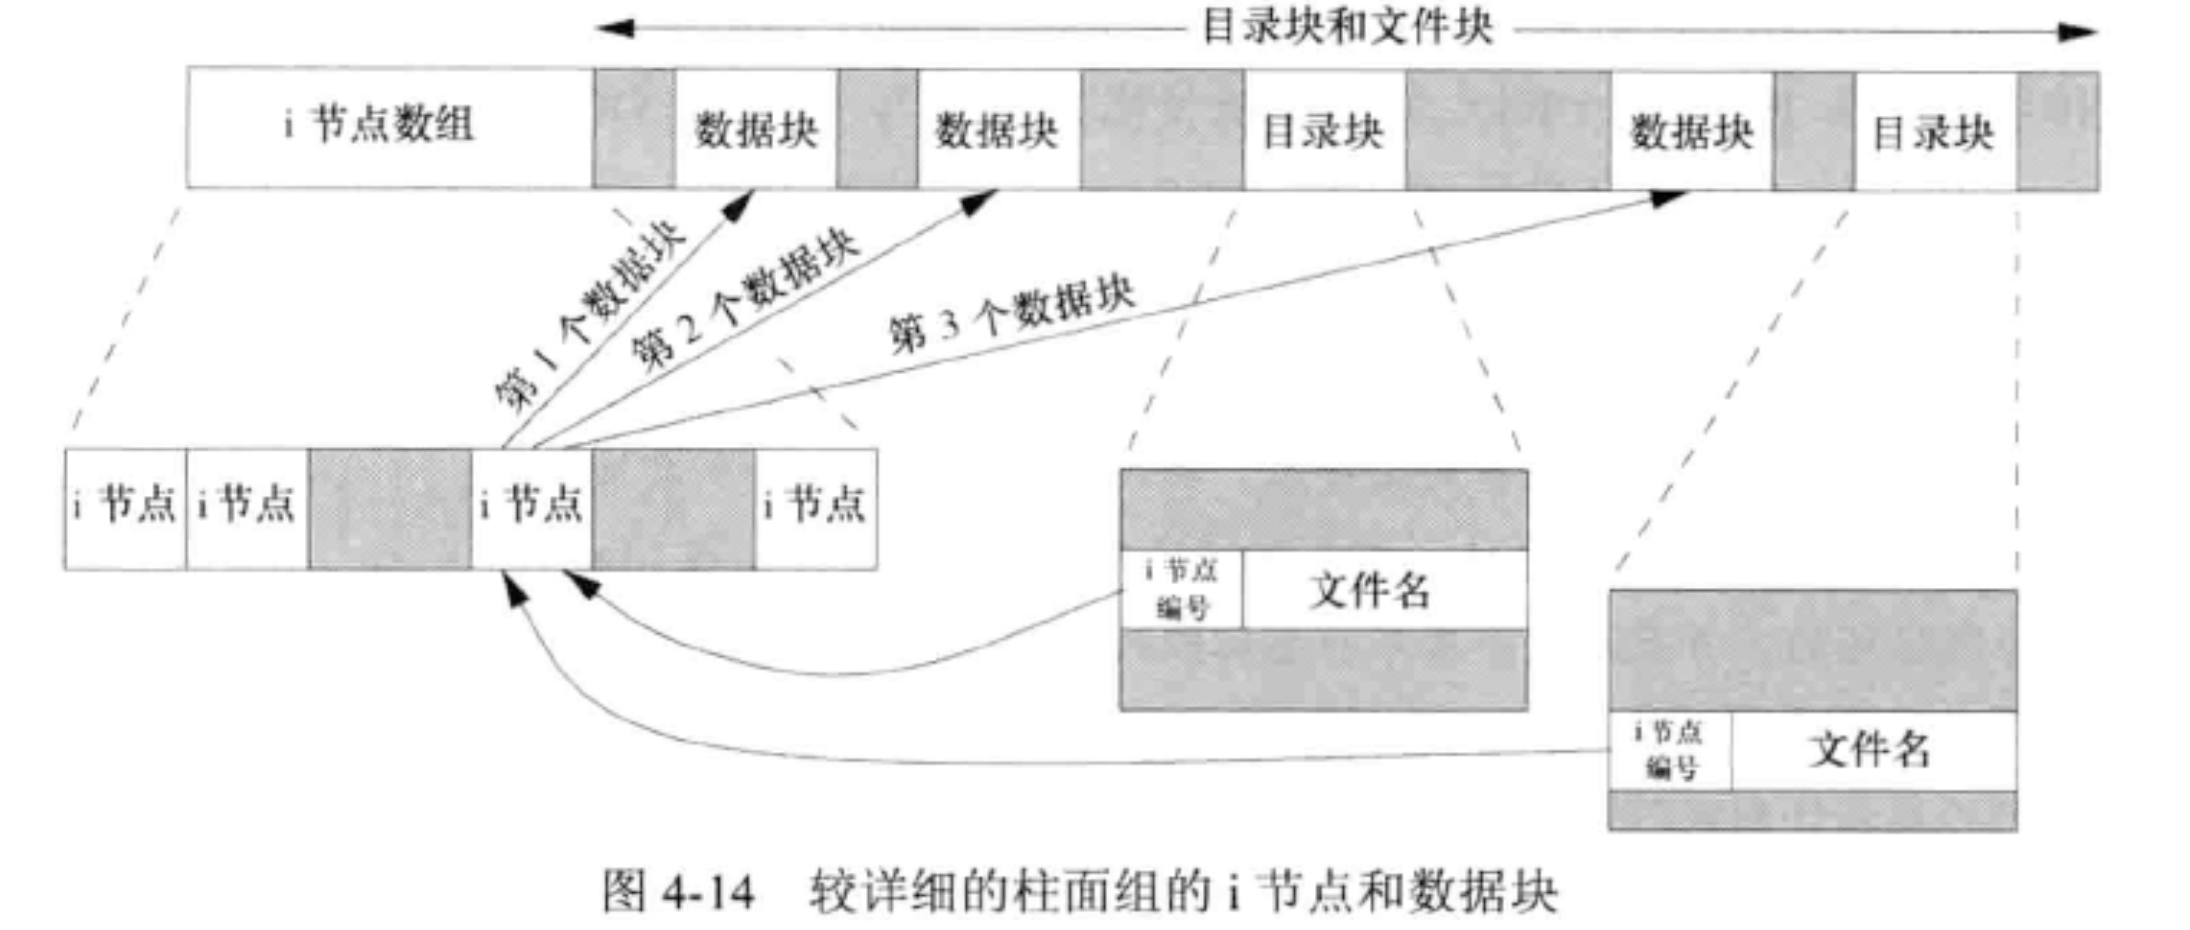 目录块和文件块
i 节点数组
数据块
数据块
目录块
数据块
目录块
第 1 个数据块
第 2 个数据块
第 3 个数据块
i 节点
i 节点
i 节点
i 节点
i 节点
编号
文件名
i 节点
编号
文件名
图 4-14 较详细的柱面组的 i 节点和数据块